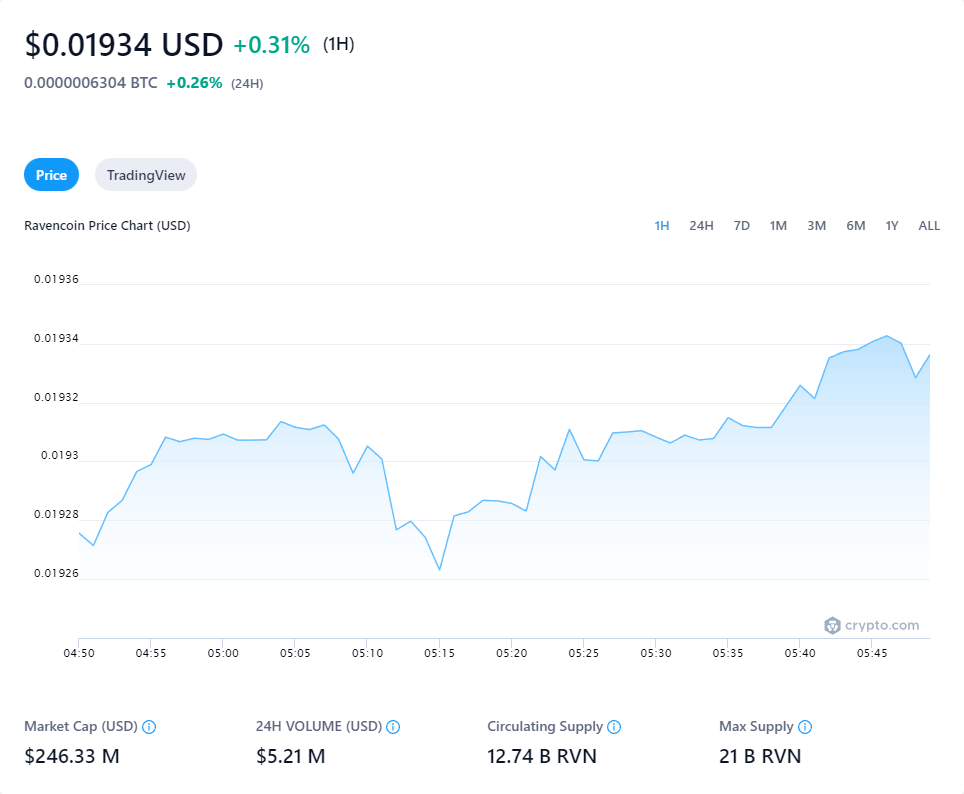 $0.01934 USD +0.31% (1H)
0.0000006304 BTC +0.26% (24H)
Price TradingView
Ravencoin Price Chart (USD) 1H 24H 7D 1M 3M 6M 1Y ALL
0.01936
0.01934
0.01932
0.0193
0.01928
0.01926
crypto.com
04:50 04:55 05:00 05:05 05:10 05:15 05:20 05:25 05:30 05:35 05:40 05:45
Market Cap (USD) 24H VOLUME (USD) Circulating Supply Max Supply
$246.33 M $5.21 M 12.74 B RVN 21 B RVN